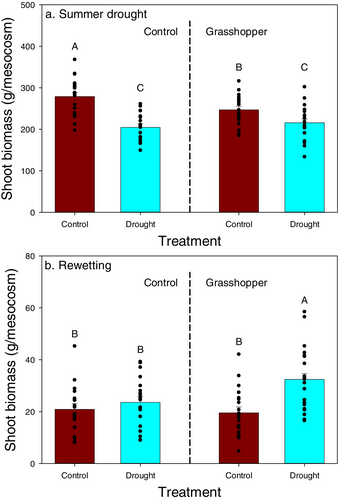 a. Summer drought
Control
Grasshopper
500
400
300
200
100
0
Shoot biomass (g/mesocosm)
A
C
B
C
Control
Drought
Control
Drought
Treatment
b. Rewetting
Control
Grasshopper
80
60
40
20
0
Shoot biomass (g/mesocosm)
B
B
B
A
Control
Drought
Control
Drought
Treatment